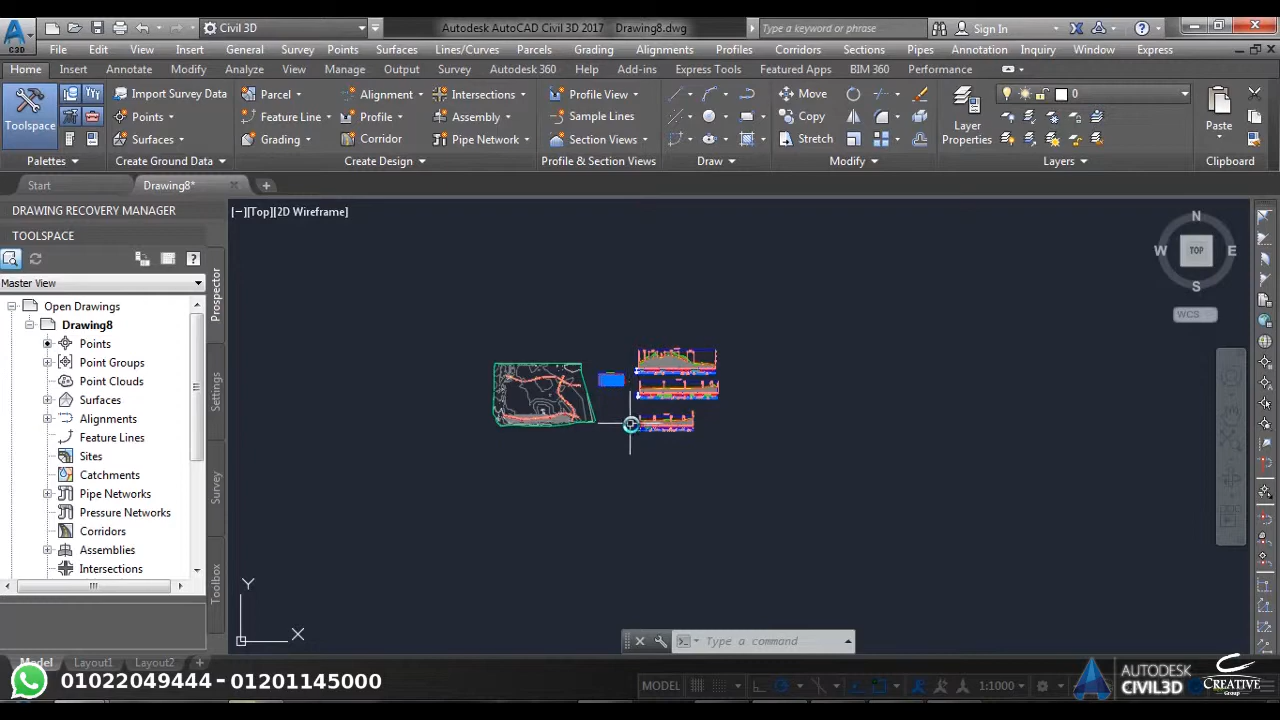 C3D
Civil 3D
Autodesk AutoCAD Civil 3D 2017 Drawing8.dwg
Type a keyword or phrase
Sign In
File Edit View Insert General Survey Points Surfaces Lines/Curves Parcels Grading Alignments Profiles Corridors Sections Pipes Annotation Inquiry Window Express
Home Insert Annotate Modify Analyze View Manage Output Survey Autodesk 360 Help Add-ins Express Tools Featured Apps BIM 360 Performance
Import Survey Data Parcel Alignment Intersections Profile View Move 0
Toolspace Points Feature Line Profile Assembly Sample Lines Copy Layer Properties Paste
Surfaces Grading Corridor Pipe Network Section Views Stretch
Palettes Create Ground Data Create Design Profile & Section Views Draw Modify Layers Clipboard
Start Drawing8*
DRAWING RECOVERY MANAGER
[−][Top][2D Wireframe]
TOOLSPACE
Master View
Open Drawings
Drawing8
Points
Point Groups
Point Clouds
Surfaces
Alignments
Feature Lines
Sites
Catchments
Pipe Networks
Pressure Networks
Corridors
Assemblies
Intersections
Prospector
Settings
Survey
Toolbox
N
W TOP E
S
WCS
Y
X
Type a command
Model Layout1 Layout2
01022049444 - 01201145000
MODEL
1:1000
AUTODESK
CIVIL3D
CREATIVE
Group